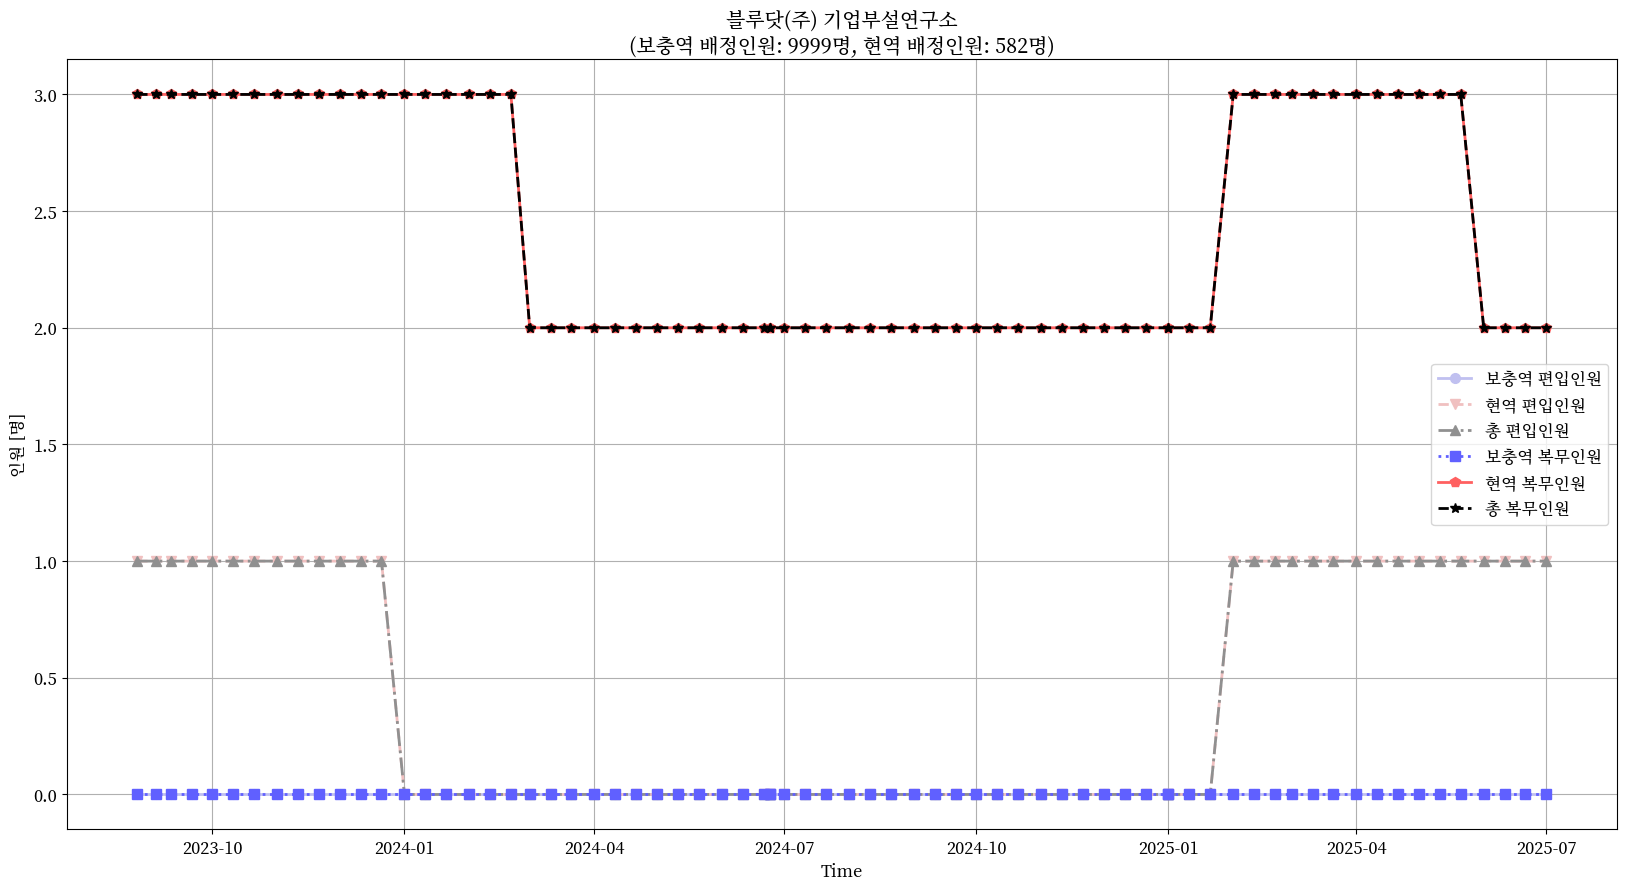 블루닷(주) 기업부설연구소
(보충역 배정인원: 9999명, 현역 배정인원: 582명)
3.0
2.5
2.0
1.5
1.0
0.5
0.0
인원 [명]
보충역 편입인원
현역 편입인원
총 편입인원
보충역 복무인원
현역 복무인원
총 복무인원
2023-10
2024-01
2024-04
2024-07
2024-10
2025-01
2025-04
2025-07
Time